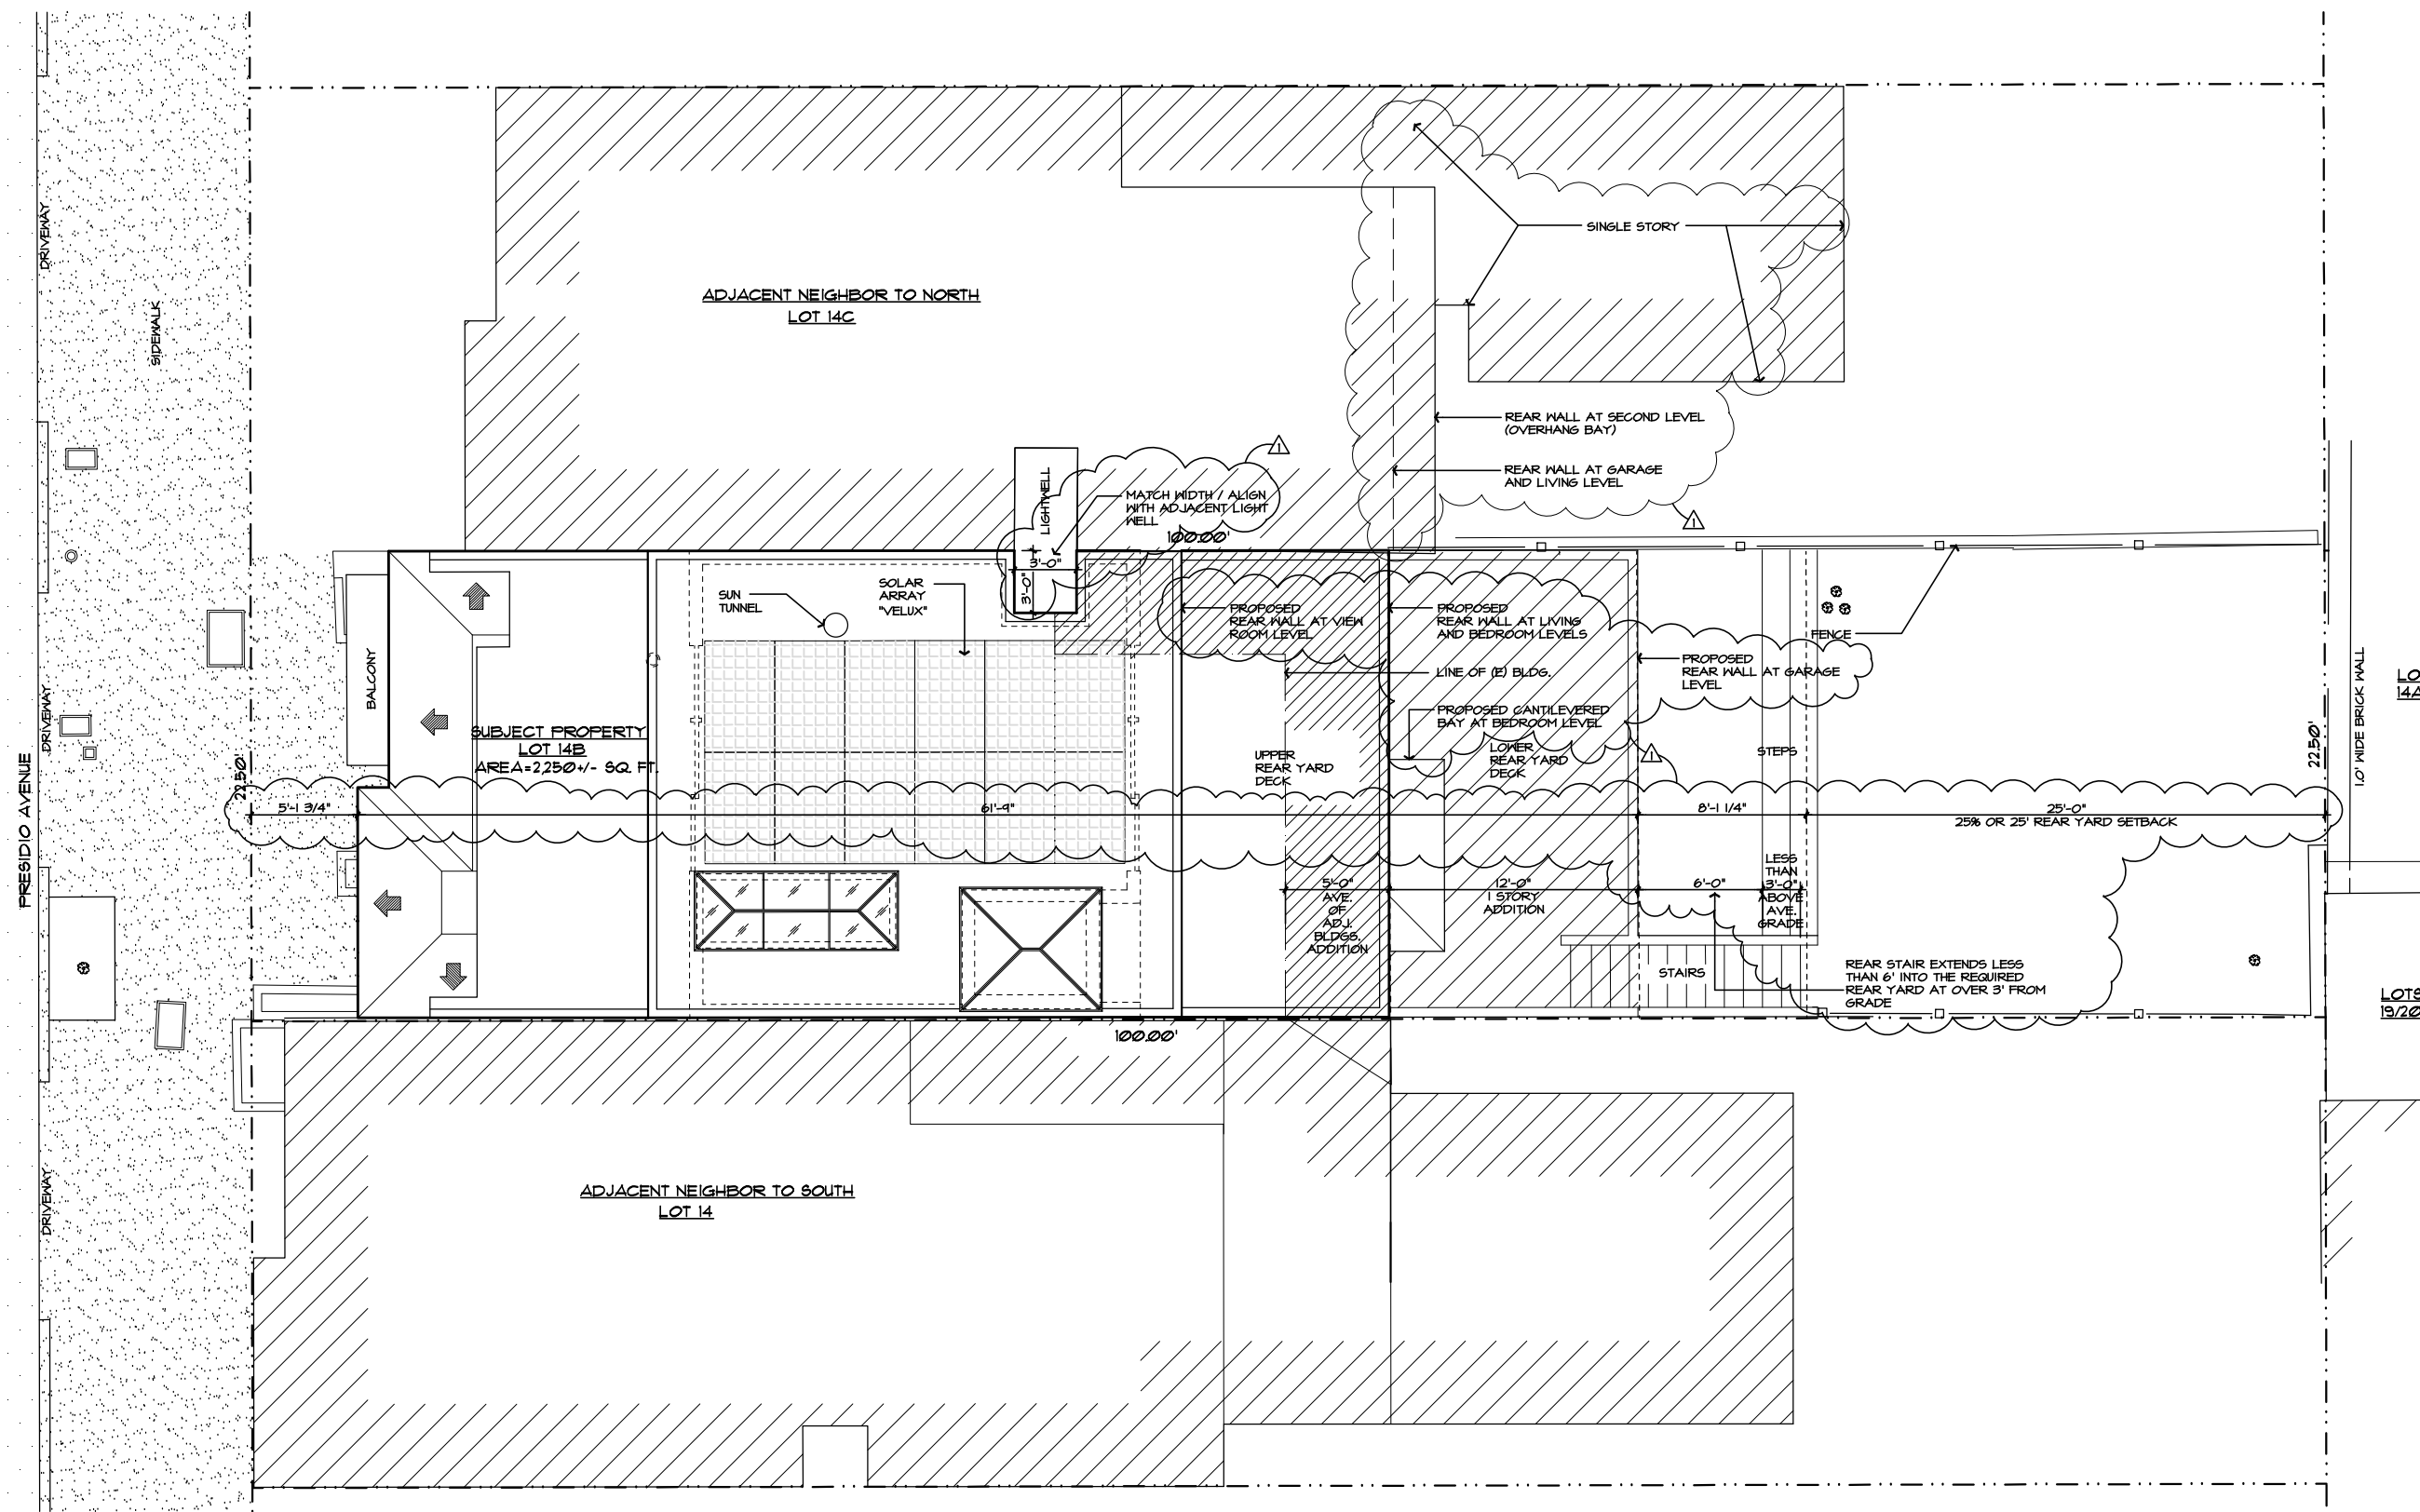 PRESIDIO AVENUE
DRIVEWAY
SIDEWALK
DRIVEWAY
DRIVEWAY
ADJACENT NEIGHBOR TO NORTH
LOT 14C
SINGLE STORY
REAR WALL AT SECOND LEVEL
(OVERHANG BAY)
REAR WALL AT GARAGE
AND LIVING LEVEL
1
1
LIGHTWELL
MATCH WIDTH / ALIGN
WITH ADJACENT LIGHT
WELL
100.00'
3'-0"
3'-0"
SUN
TUNNEL
SOLAR
ARRAY
"VELUX"
BALCONY
SUBJECT PROPERTY
LOT 14B
AREA=2,250+/- SQ. FT.
PROPOSED
REAR WALL AT VIEW
ROOM LEVEL
PROPOSED
REAR WALL AT LIVING
AND BEDROOM LEVELS
LINE OF (E) BLDG.
PROPOSED CANTILEVERED
BAY AT BEDROOM LEVEL
FENCE
PROPOSED
REAR WALL AT GARAGE
LEVEL
1
UPPER
REAR YARD
DECK
LOWER
REAR YARD
DECK
STEPS
22.50'
22.50'
1.0' WIDE BRICK WALL
LO
14A
5'-1 3/4"
61'-9"
8'-1 1/4"
25'-0"
25% OR 25' REAR YARD SETBACK
5'-0"
AVE.
OF
ADJ.
BLDGS.
ADDITION
12'-0"
1 STORY
ADDITION
6'-0"
LESS
THAN
3'-0"
ABOVE
AVE.
GRADE
STAIRS
REAR STAIR EXTENDS LESS
THAN 6' INTO THE REQUIRED
REAR YARD AT OVER 3' FROM
GRADE
LOTS
19/20
100.00'
ADJACENT NEIGHBOR TO SOUTH
LOT 14